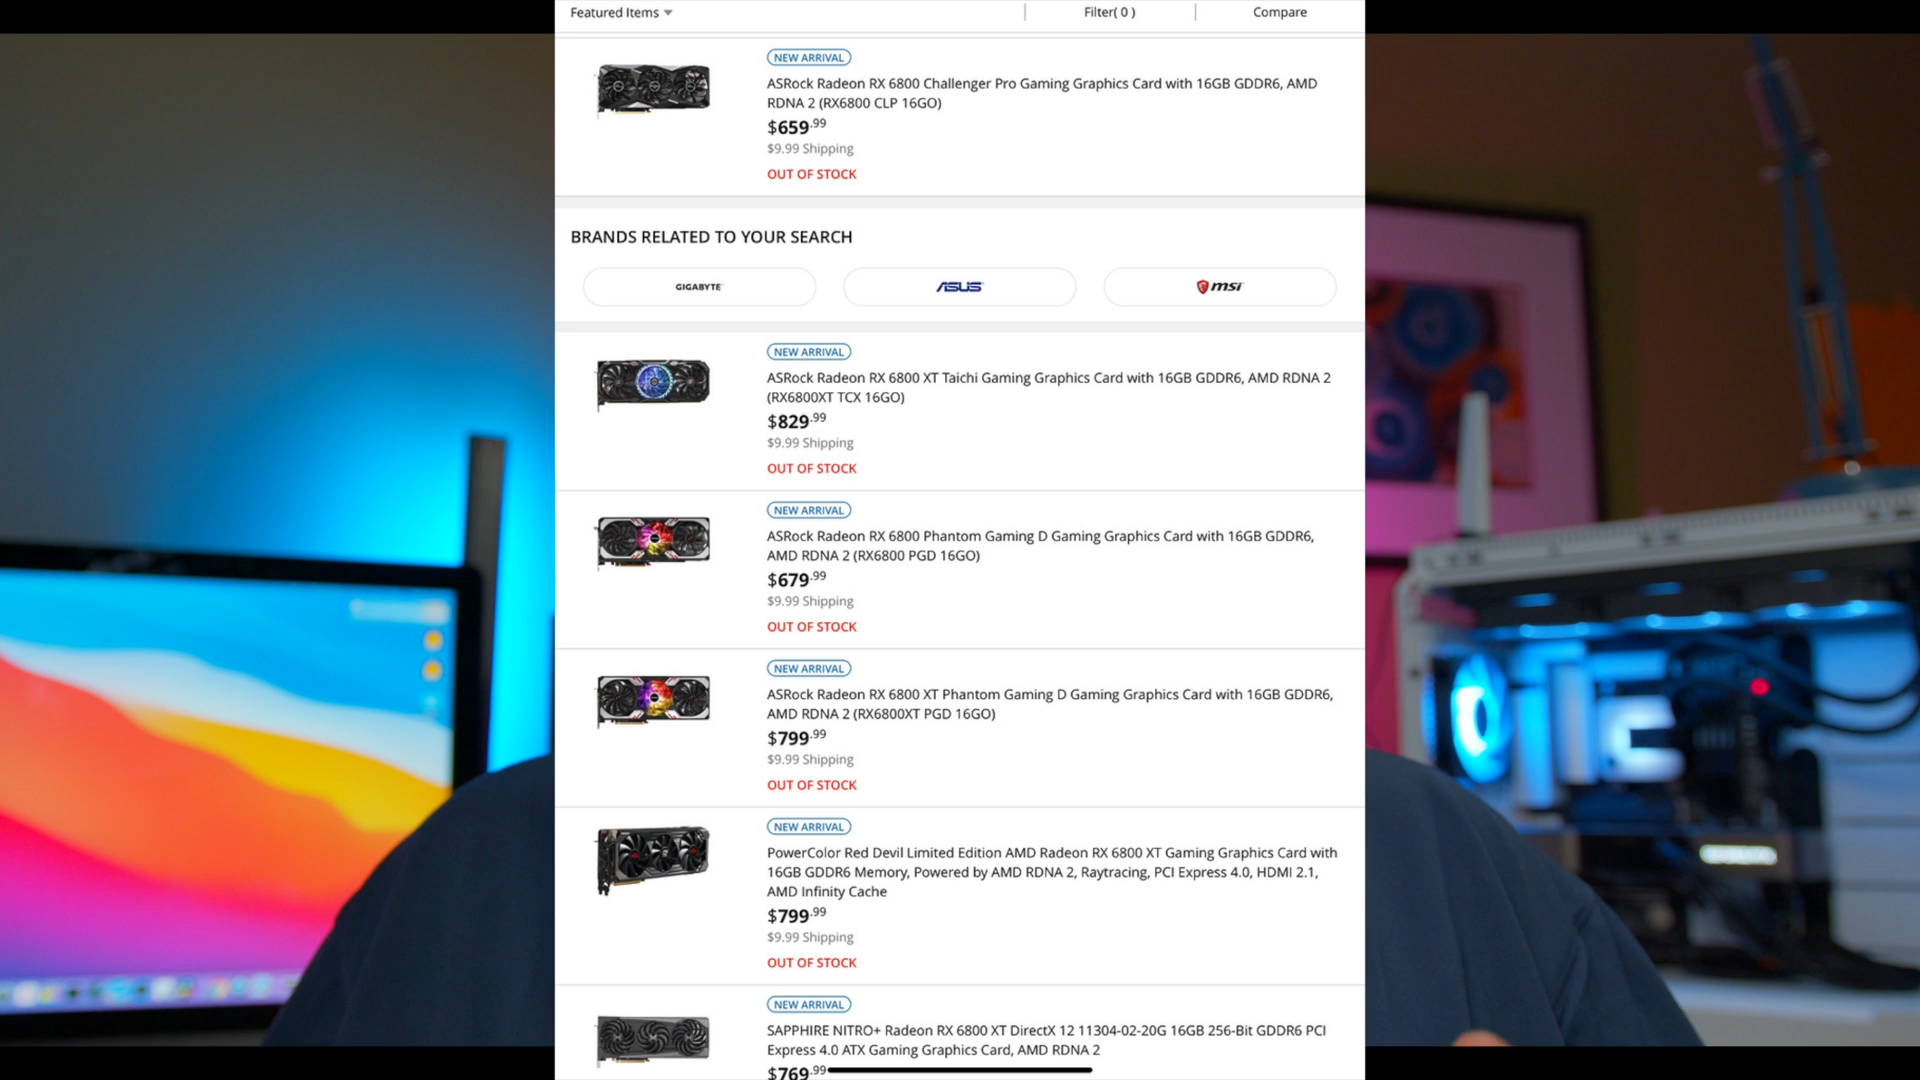 Featured Items
Filter( 0 )
Compare
NEW ARRIVAL
ASRock Radeon RX 6800 Challenger Pro Gaming Graphics Card with 16GB GDDR6, AMD
RDNA 2 (RX6800 CLP 16GO)
$659.99
$9.99 Shipping
OUT OF STOCK
BRANDS RELATED TO YOUR SEARCH
GIGABYTE
ASUS
msi
NEW ARRIVAL
ASRock Radeon RX 6800 XT Taichi Gaming Graphics Card with 16GB GDDR6, AMD RDNA 2
(RX6800XT TCX 16GO)
$829.99
$9.99 Shipping
OUT OF STOCK
NEW ARRIVAL
ASRock Radeon RX 6800 Phantom Gaming D Gaming Graphics Card with 16GB GDDR6,
AMD RDNA 2 (RX6800 PGD 16GO)
$679.99
$9.99 Shipping
OUT OF STOCK
NEW ARRIVAL
ASRock Radeon RX 6800 XT Phantom Gaming D Gaming Graphics Card with 16GB GDDR6,
AMD RDNA 2 (RX6800XT PGD 16GO)
$799.99
$9.99 Shipping
OUT OF STOCK
NEW ARRIVAL
PowerColor Red Devil Limited Edition AMD Radeon RX 6800 XT Gaming Graphics Card with
16GB GDDR6 Memory, Powered by AMD RDNA 2, Raytracing, PCI Express 4.0, HDMI 2.1,
AMD Infinity Cache
$799.99
$9.99 Shipping
OUT OF STOCK
NEW ARRIVAL
SAPPHIRE NITRO+ Radeon RX 6800 XT DirectX 12 11304-02-20G 16GB 256-Bit GDDR6 PCI
Express 4.0 ATX Gaming Graphics Card, AMD RDNA 2
$769.99